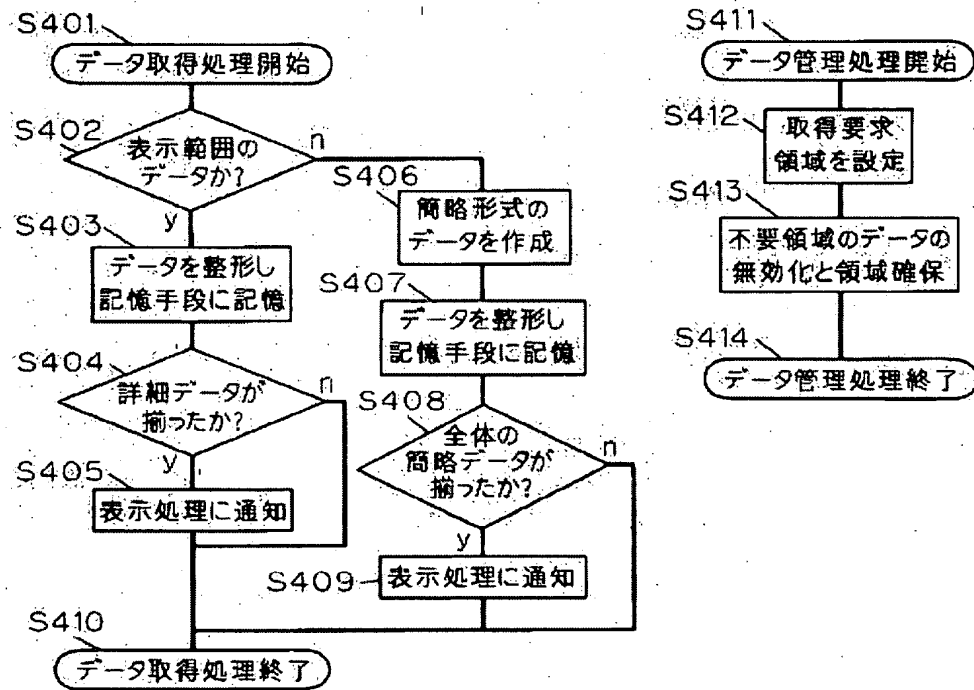 S401
データ取得処理開始
S402
表示範囲の
データか?
n
y
S403
データを整形し
記憶手段に記憶
S404
詳細データが
揃ったか?
n
y
S405
表示処理に通知
S406
簡略形式の
データを作成
S407
データを整形し
記憶手段に記憶
S408
全体の
簡略データが
揃ったか?
n
y
S409
表示処理に通知
S410
データ取得処理終了
S411
データ管理処理開始
S412
取得要求
領域を設定
S413
不要領域のデータの
無効化と領域確保
S414
データ管理処理終了